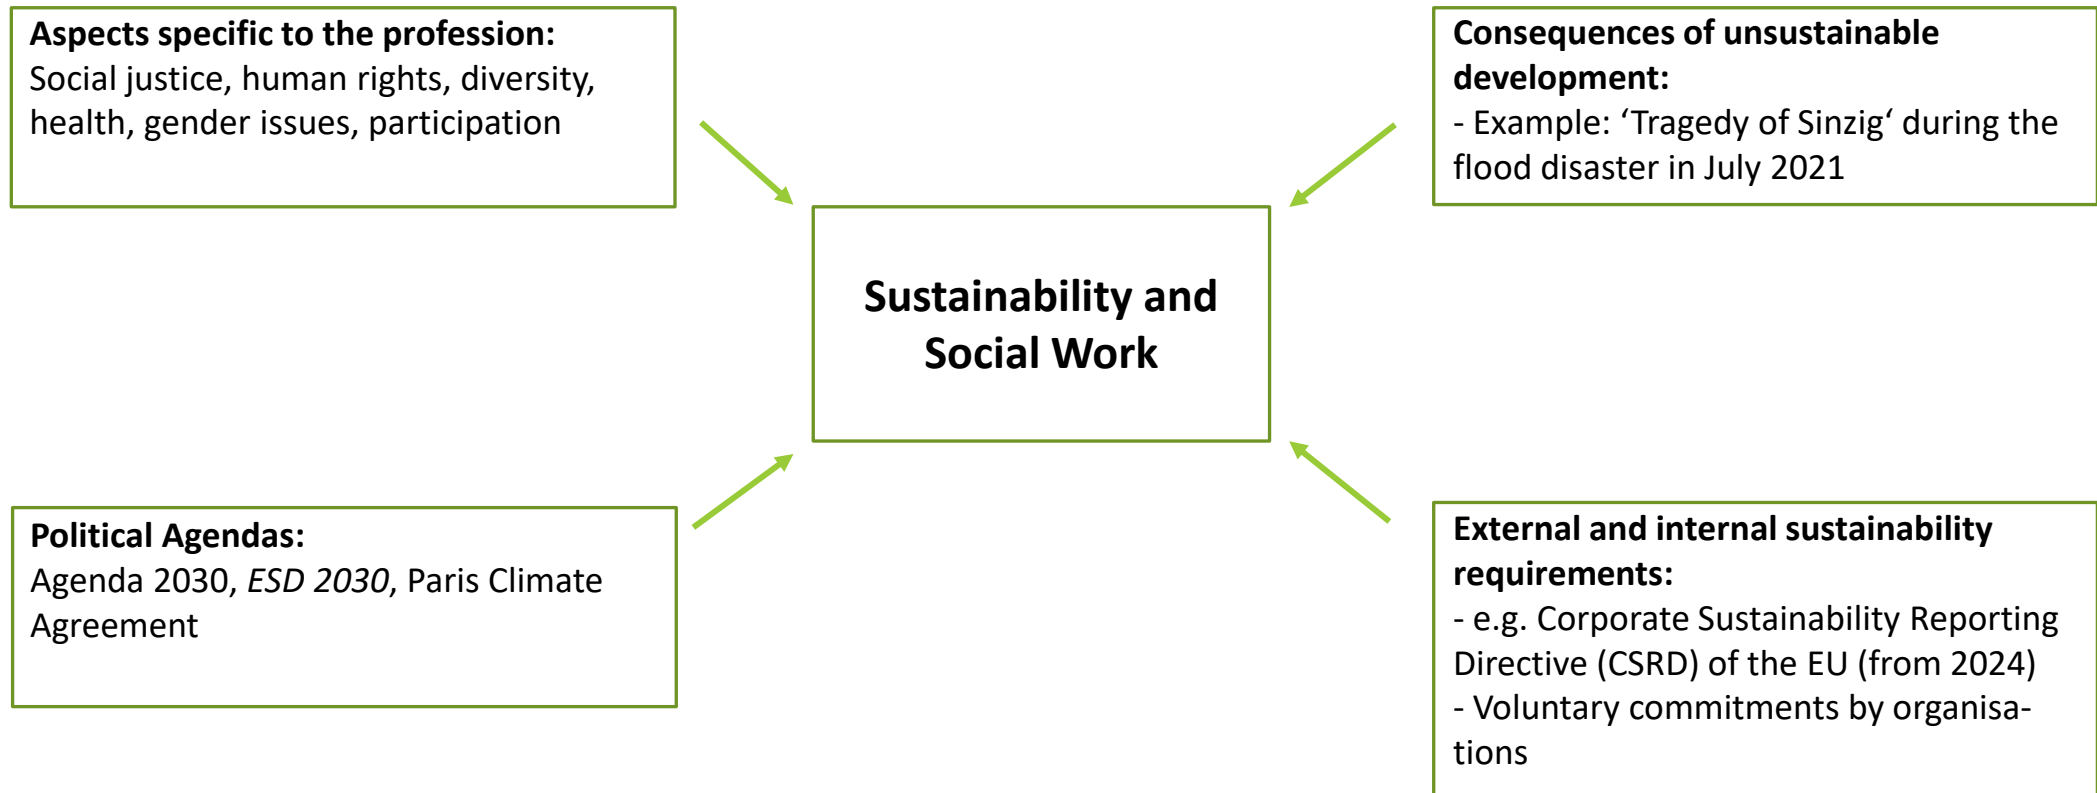 Aspects specific to the profession:
Social justice, human rights, diversity,
health, gender issues, participation
Consequences of unsustainable
development:
- Example: ‘Tragedy of Sinzig‘ during the
flood disaster in July 2021
Sustainability and
Social Work
Political Agendas:
Agenda 2030, ESD 2030, Paris Climate
Agreement
External and internal sustainability
requirements:
- e.g. Corporate Sustainability Reporting
Directive (CSRD) of the EU (from 2024)
- Voluntary commitments by organisa-
tions